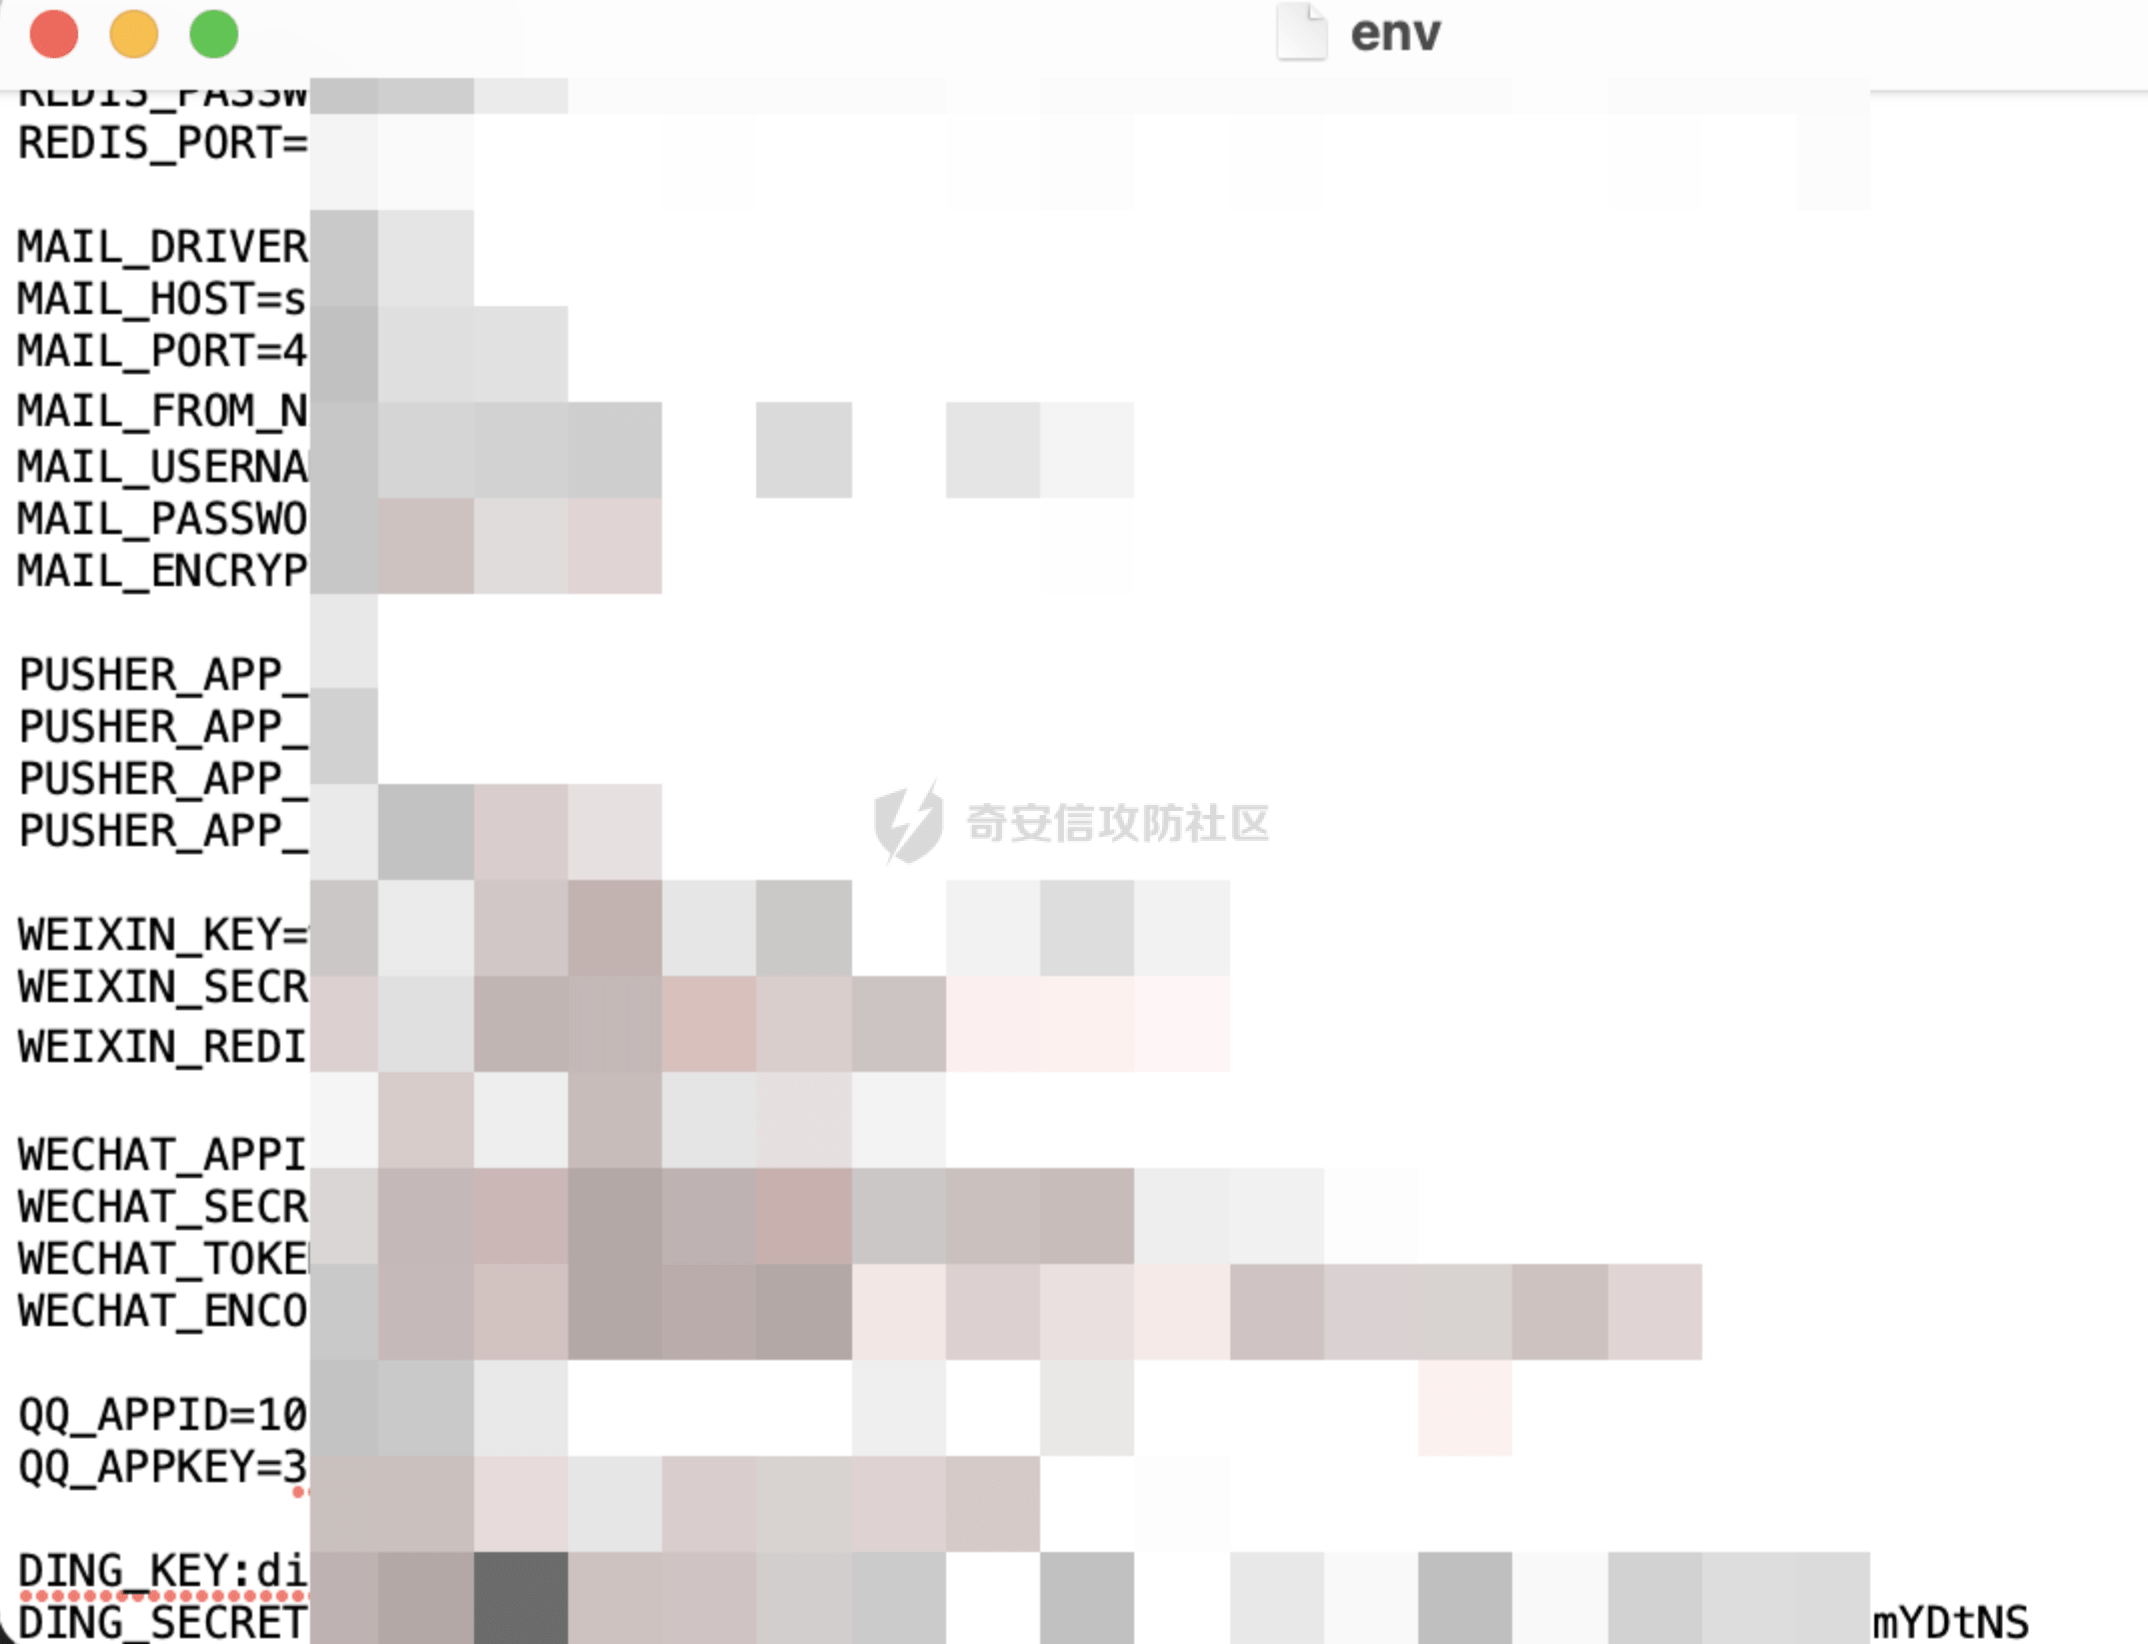 env
REDIS_PASSW
REDIS_PORT=
MAIL_DRIVER
MAIL_HOST=s
MAIL_PORT=4
MAIL_FROM_N
MAIL_USERNA
MAIL_PASSWO
MAIL_ENCRYP
PUSHER_APP_
PUSHER_APP_
PUSHER_APP_
PUSHER_APP_
奇安信攻防社区
WEIXIN_KEY=
WEIXIN_SECR
WEIXIN_REDI
WECHAT_APPI
WECHAT_SECR
WECHAT_TOKE
WECHAT_ENCO
QQ_APPID=10
QQ_APPKEY=3
DING_KEY:di
DING_SECRET mYDtNS